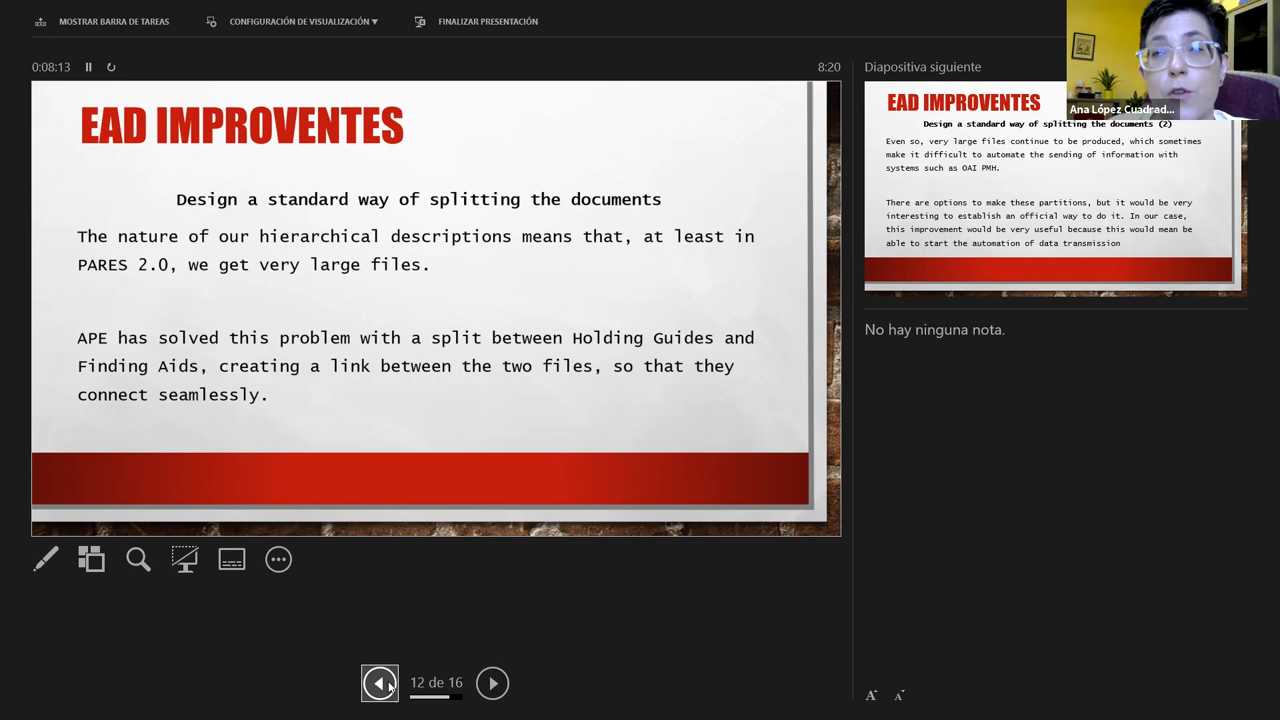 MOSTRAR BARRA DE TAREAS
CONFIGURACIÓN DE VISUALIZACIÓN ▼
FINALIZAR PRESENTACIÓN
0:08:13
8:20
EAD IMPROVENTES
Design a standard way of splitting the documents
The nature of our hierarchical descriptions means that, at least in
PARES 2.0, we get very large files.
APE has solved this problem with a split between Holding Guides and
Finding Aids, creating a link between the two files, so that they
connect seamlessly.
12 de 16
Diapositiva siguiente
Ana López Cuadrad...
EAD IMPROVENTES
Design a standard way of splitting the documents (2)
Even so, very large files continue to be produced, which sometimes
make it difficult to automate the sending of information with
systems such as OAI PMH.
There are options to make these partitions, but it would be very
interesting to establish an official way to do it. In our case,
this improvement would be very useful because this would mean be
able to start the automation of data transmission
No hay ninguna nota.
A A